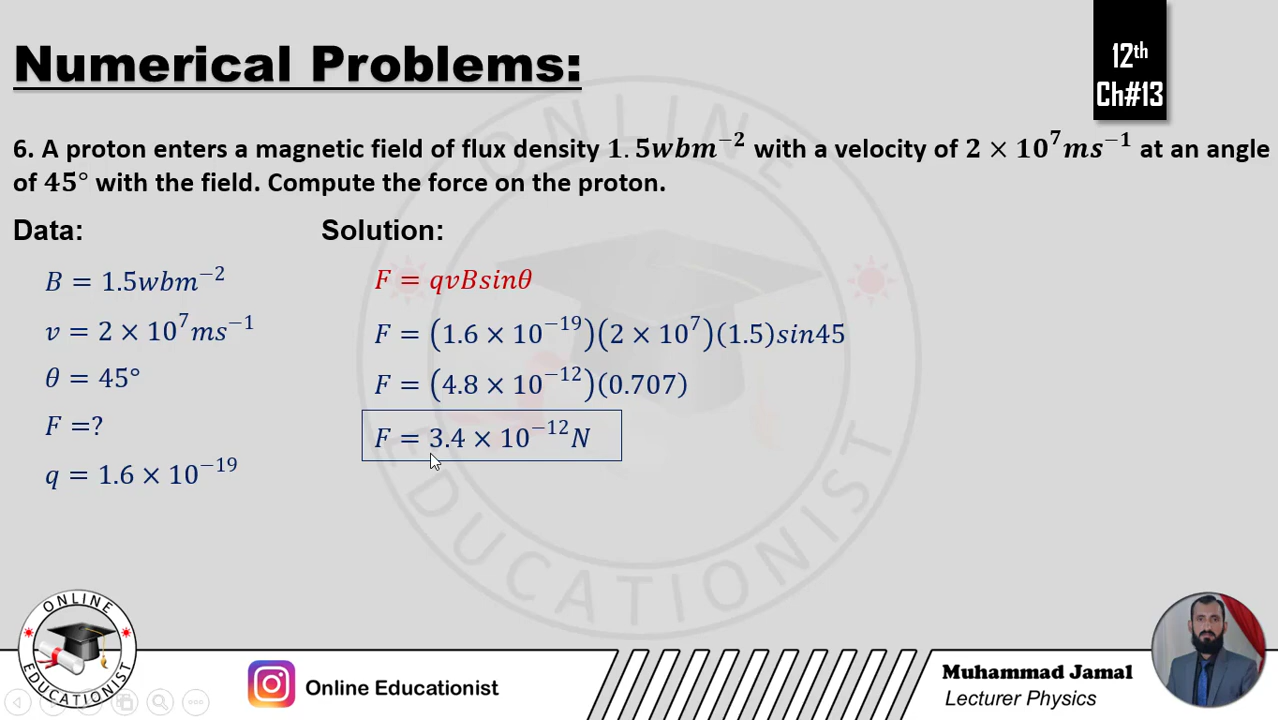 Numerical Problems:
12th
Ch#13
6. A proton enters a magnetic field of flux density 1.5wbm⁻² with a velocity of 2 × 10⁷ms⁻¹ at an angle
of 45° with the field. Compute the force on the proton.
Data:
B = 1.5wbm⁻²
v = 2 × 10⁷ms⁻¹
θ = 45°
F =?
q = 1.6 × 10⁻¹⁹
Solution:
F = qvBsinθ
F = (1.6 × 10⁻¹⁹)(2 × 10⁷)(1.5)sin45
F = (4.8 × 10⁻¹²)(0.707)
F = 3.4 × 10⁻¹²N
ONLINE
EDUCATIONIST
ONLINE
EDUCATIONIST
Online Educationist
Muhammad Jamal
Lecturer Physics